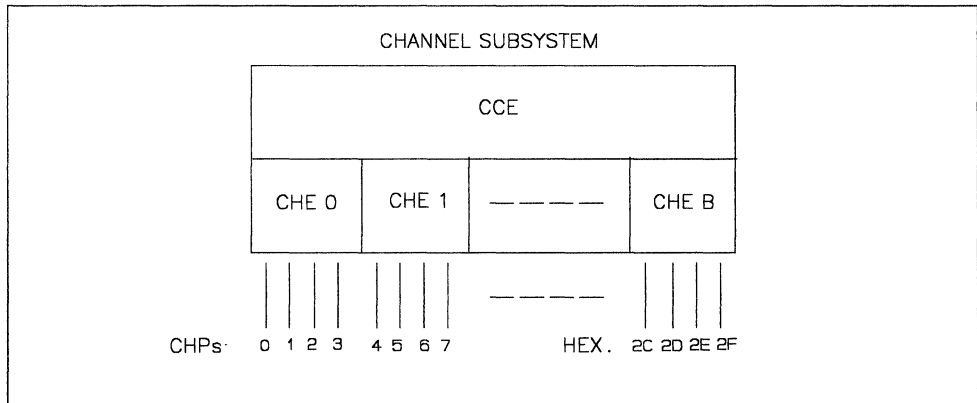 CHANNEL SUBSYSTEM
CCE
CHE 0 CHE 1 ———— CHE B
————
CHPs· 0 1 2 3 4 5 6 7 HEX. 2C 2D 2E 2F